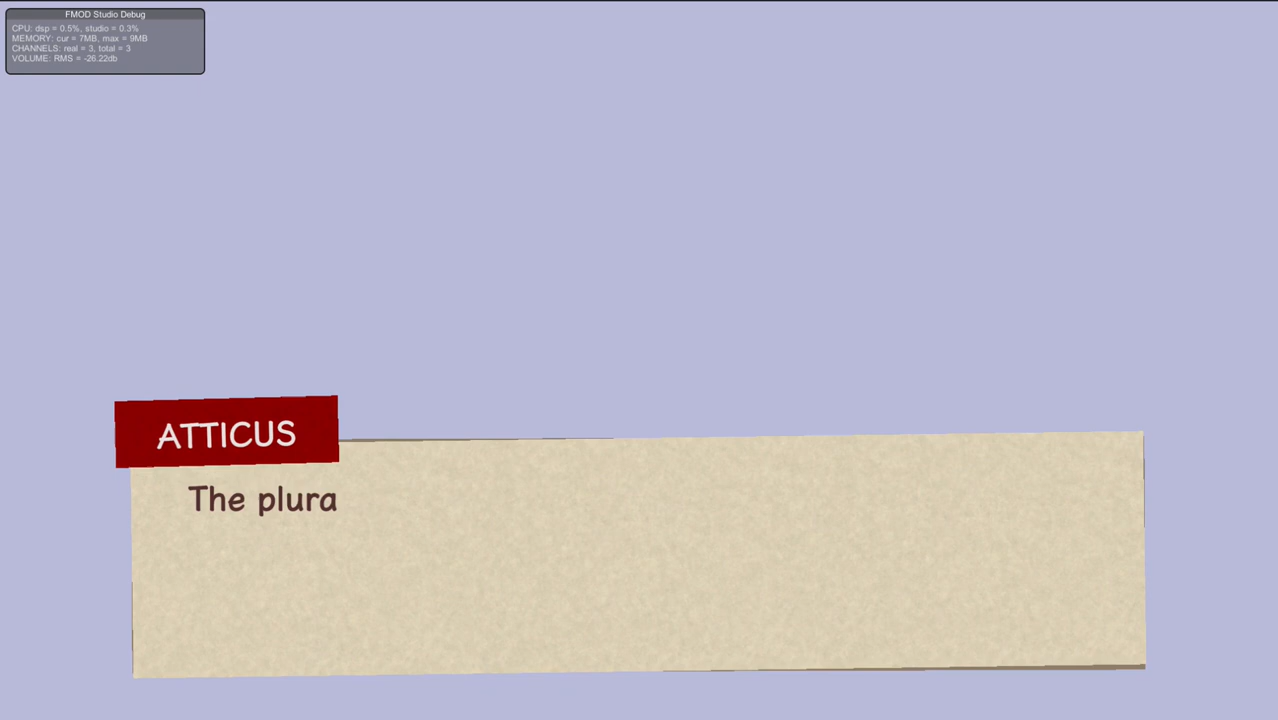 FMOD Studio Debug
CPU: dsp = 0.5%, studio = 0.3%
MEMORY: cur = 7MB, max = 9MB
CHANNELS: real = 3, total = 3
VOLUME: RMS = -26.22db
ATTICUS
The plura